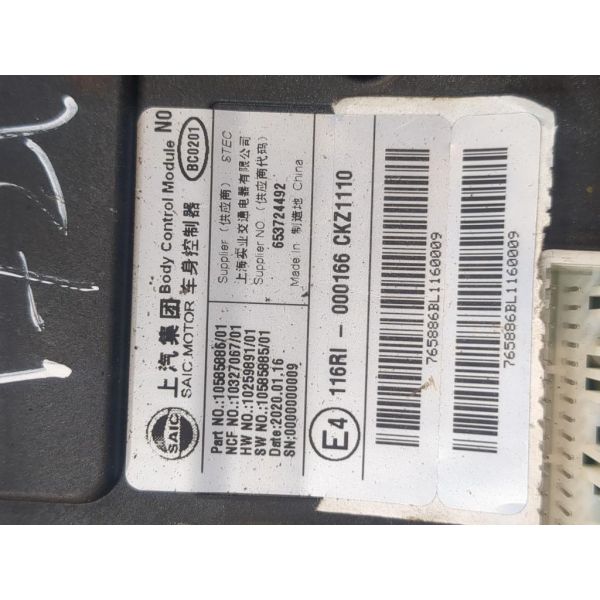 SAIC
上汽集团 Body Control Module NO
SAIC MOTOR 车身控制器 BC0201
Part NO.:10585886/01
NCF NO.:10327067/01
HW NO.:10259891/01
SW NO.:10585885/01
Date:2020.01.16
SN:0000000009
Supplier (供应商) STEC
上海实业交通电器有限公司
Supplier NO (供应商代码)
653724492
Made in 制造地 China
E4 116RI - 000166 CKZ1110
765886BL1160009
765886BL1160009